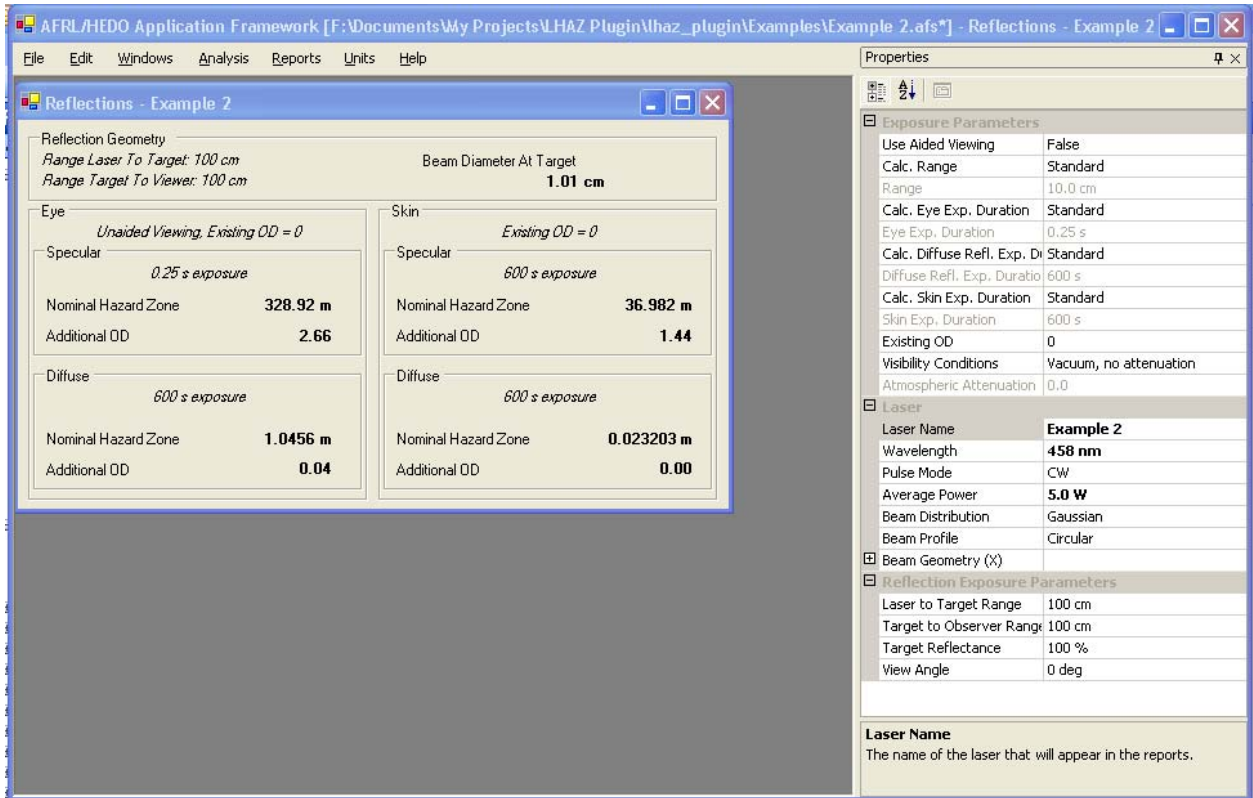 AFRL/HEDO Application Framework [F:\Documents\My Projects\LHAZ Plugin\lhaz_plugin\Examples\Example 2.afs*] - Reflections - Example 2
File Edit Windows Analysis Reports Units Help
Reflections - Example 2
Reflection Geometry
Range Laser To Target: 100 cm
Range Target To Viewer: 100 cm
Beam Diameter At Target
1.01 cm
Eye
Unaided Viewing, Existing OD = 0
Specular
0.25 s exposure
Nominal Hazard Zone 328.92 m
Additional OD 2.66
Diffuse
600 s exposure
Nominal Hazard Zone 1.0456 m
Additional OD 0.04
Skin
Existing OD = 0
Specular
600 s exposure
Nominal Hazard Zone 36.982 m
Additional OD 1.44
Diffuse
600 s exposure
Nominal Hazard Zone 0.023203 m
Additional OD 0.00
Properties
Exposure Parameters
Use Aided Viewing False
Calc. Range Standard
Range 10.0 cm
Calc. Eye Exp. Duration Standard
Eye Exp. Duration 0.25 s
Calc. Diffuse Refl. Exp. Du Standard
Diffuse Refl. Exp. Duratio 600 s
Calc. Skin Exp. Duration Standard
Skin Exp. Duration 600 s
Existing OD 0
Visibility Conditions Vacuum, no attenuation
Atmospheric Attenuation 0.0
Laser
Laser Name Example 2
Wavelength 458 nm
Pulse Mode CW
Average Power 5.0 W
Beam Distribution Gaussian
Beam Profile Circular
Beam Geometry (X)
Reflection Exposure Parameters
Laser to Target Range 100 cm
Target to Observer Range 100 cm
Target Reflectance 100 %
View Angle 0 deg
Laser Name
The name of the laser that will appear in the reports.